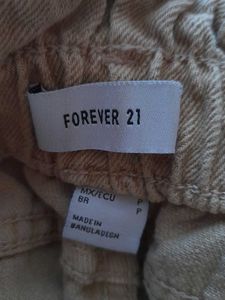 FOREVER 21
MX/ECU P
BR P
MADE IN
BANGLADESH